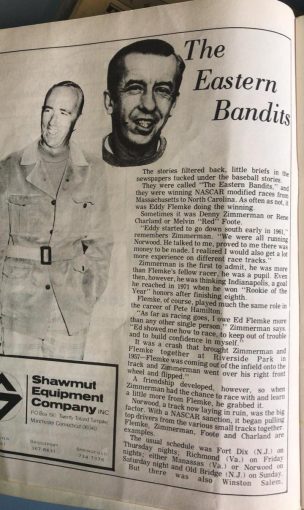 The
Eastern
Bandits
The stories filtered back, little briefs in the
newspapers tucked under the baseball stories.
They were called "The Eastern Bandits," and
they were winning NASCAR modified races from
Massachusetts to North Carolina. As often as not, it
was Eddy Flemke doing the winning.
Sometimes it was Denny Zimmerman or Rene
Charland or Melvin "Red" Foote.
"Eddy started to go down south early in 1961,"
remembers Zimmerman. "We were all running
Norwood. He talked to me, proved to me there was
money to be made, I realized I would also get a lot
more experience on different race tracks."
Zimmerman is the first to admit, he was more
than Flemke's fellow racer, he was a pupil. Even
then, however, he was thinking Indianapolis, a goal
he reached in 1971 when he won "Rookie of the
Year" honors after finishing eighth.
Flemke, of course, played much the same role in
the career of Pete Hamilton.
"As far as racing goes, I owe Ed Flemke more
than any other single person," Zimmerman says.
"Ed showed me how to race, to keep out of trouble
and to build confidence in myself."
It was a crash that brought Zimmerman and
Flemke together at Riverside Park in
1957—Flemke was coming out of the infield onto the
track and Zimmerman went over his right front
wheel and flipped."
A friendship developed, however, so when
Zimmerman had the chance to race with and learn
a little more from Flemke, he grabbed it.
Norwood, a track now laying in ruin, was the big
factor. With a NASCAR sanction, it began pulling
top drivers from the various small tracks together.
Flemke, Zimmerman, Foote and Charland are
examples.
The usual schedule was Fort Dix (N.J.) on
Thursday nights; Richmond (Va.) on Friday
nights; either Manassas (Va.) or Norwood on
Saturday night and Old Bridge (N.J.) on Sunday.
But there was also Winston Salem,
Shawmut
Equipment
Company INC
Manchester, Connecticut 06040